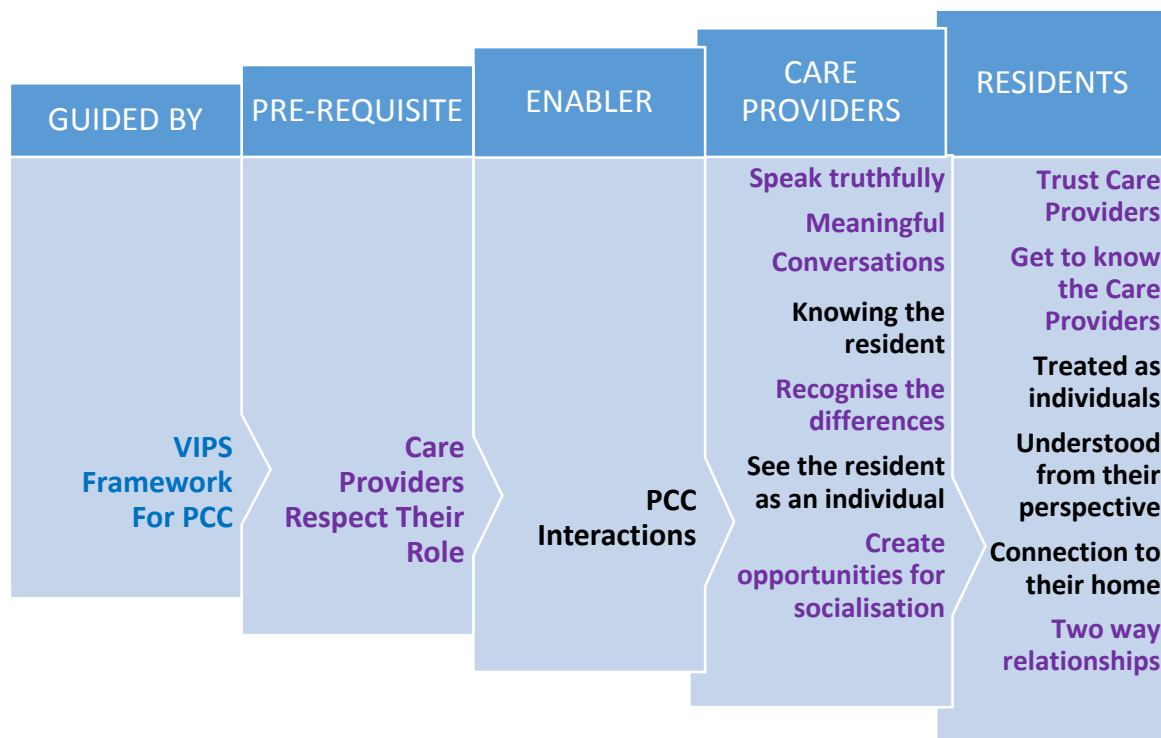 GUIDED BY
VIPS
Framework
For PCC
PRE-REQUISITE
Care
Providers
Respect Their
Role
ENABLER
PCC
Interactions
CARE
PROVIDERS
Speak truthfully
Meaningful
Conversations
Knowing the
resident
Recognise the
differences
See the resident
as an individual
Create
opportunities for
socialisation
RESIDENTS
Trust Care
Providers
Get to know
the Care
Providers
Treated as
individuals
Understood
from their
perspective
Connection to
their home
Two way
relationships